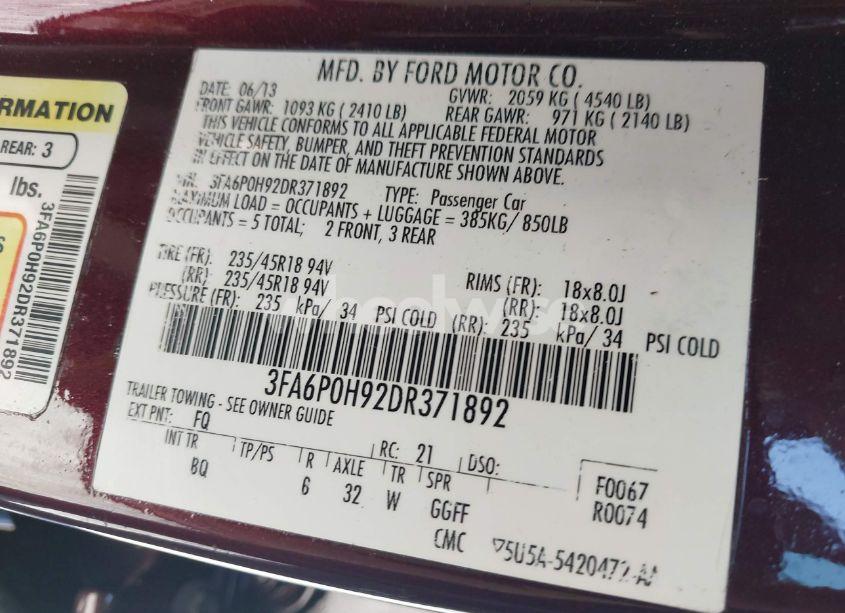 RMATION
REAR: 3
lbs.
3FA6P0H92DR371892
MFD. BY FORD MOTOR CO.
DATE: 06/13 GVWR: 2059 KG ( 4540 LB)
FRONT GAWR: 1093 KG ( 2410 LB) REAR GAWR: 971 KG ( 2140 LB)
THIS VEHICLE CONFORMS TO ALL APPLICABLE FEDERAL MOTOR
VEHICLE SAFETY, BUMPER, AND THEFT PREVENTION STANDARDS
IN EFFECT ON THE DATE OF MANUFACTURE SHOWN ABOVE.
VIN: 3FA6P0H92DR371892 TYPE: Passenger Car
MAXIMUM LOAD = OCCUPANTS + LUGGAGE = 385KG/ 850LB
OCCUPANTS = 5 TOTAL; 2 FRONT, 3 REAR
TIRE (FR): 235/45R18 94V RIMS (FR): 18x8.0J
(RR): 235/45R18 94V (RR): 18x8.0J
PRESSURE (FR): 235 kPa/ 34 PSI COLD (RR): 235 kPa/ 34 PSI COLD
3FA6P0H92DR371892
TRAILER TOWING - SEE OWNER GUIDE
EXT PNT: FQ RC: 21 DSO:
INT TR TP/PS R AXLE TR SPR F0067
BQ 6 32 W GGFF R0074
CMC